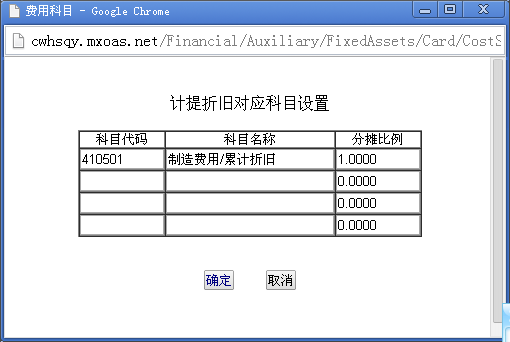 费用科目 - Google Chrome
cwhsqy.mxoas.net/Financial/Auxiliary/FixedAssets/Card/CostS
计提折旧对应科目设置
科目代码 科目名称 分摊比例
410501 制造费用/累计折旧 1.0000
0.0000
0.0000
0.0000
确定 取消